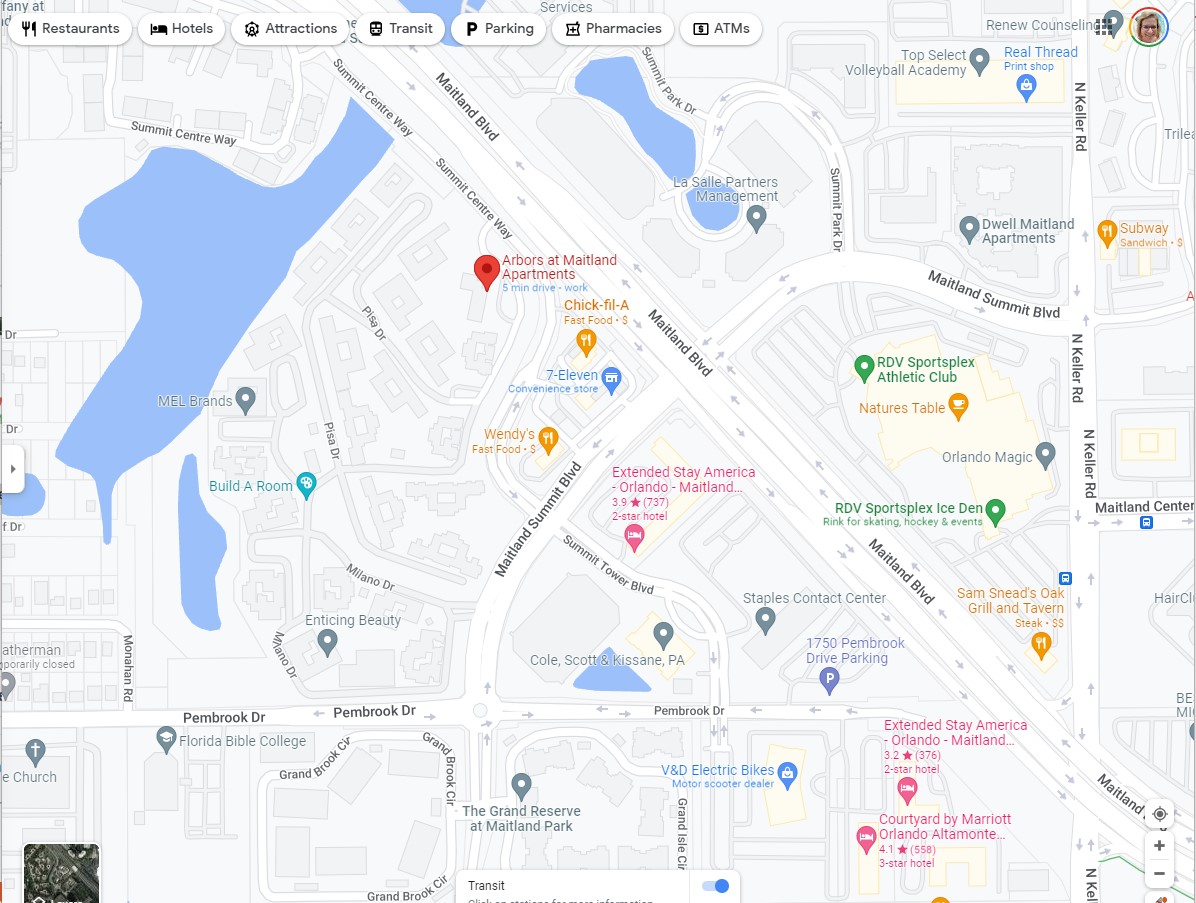 fany at
Services
Restaurants
Hotels
Attractions
Transit
Parking
Pharmacies
ATMs
Renew Counseling
Top Select
Volleyball Academy
Real Thread
Print shop
Summit Centre Way
Maitland Blvd
Summit Park Dr
N Keller Rd
Summit Centre Way
Trilea
Summit Centre Way
La Salle Partners
Management
Summit Park Dr
Dwell Maitland
Apartments
Subway
Sandwich • $
Arbors at Maitland
Apartments
5 min drive - work
Maitland Summit Blvd
Chick-fil-A
Fast Food • $
Pisa Dr
Maitland Blvd
Dr
N Keller Rd
RDV Sportsplex
Athletic Club
7-Eleven
Convenience store
MEL Brands
Natures Table
Dr
Pisa Dr
Wendy's
Fast Food • $
N Keller Rd
Orlando Magic
Extended Stay America
- Orlando - Maitland...
3.9 ★ (737)
2-star hotel
Build A Room
Maitland Summit Blvd
RDV Sportsplex Ice Den
Rink for skating, hockey & events
Maitland Center
f Dr
Summit Tower Blvd
Maitland Blvd
Milano Dr
Staples Contact Center
Sam Snead's Oak
Grill and Tavern
Steak • $$
HairCl
Enticing Beauty
Milano Dr
Monahan Rd
atherman
porarily closed
Cole, Scott & Kissane, PA
1750 Pembrook
Drive Parking
Pembrook Dr
Pembrook Dr
Pembrook Dr
BE
MI
Florida Bible College
e Church
Grand Brook Cir
Grand Brook Cir
Extended Stay America
- Orlando - Maitland...
3.2 ★ (376)
2-star hotel
V&D Electric Bikes
Motor scooter dealer
Maitland
The Grand Reserve
at Maitland Park
Grand Isle Cir
Courtyard by Marriott
Orlando Altamonte...
4.1 ★ (558)
3-star hotel
Grand Brook Cir
N Kel
Transit